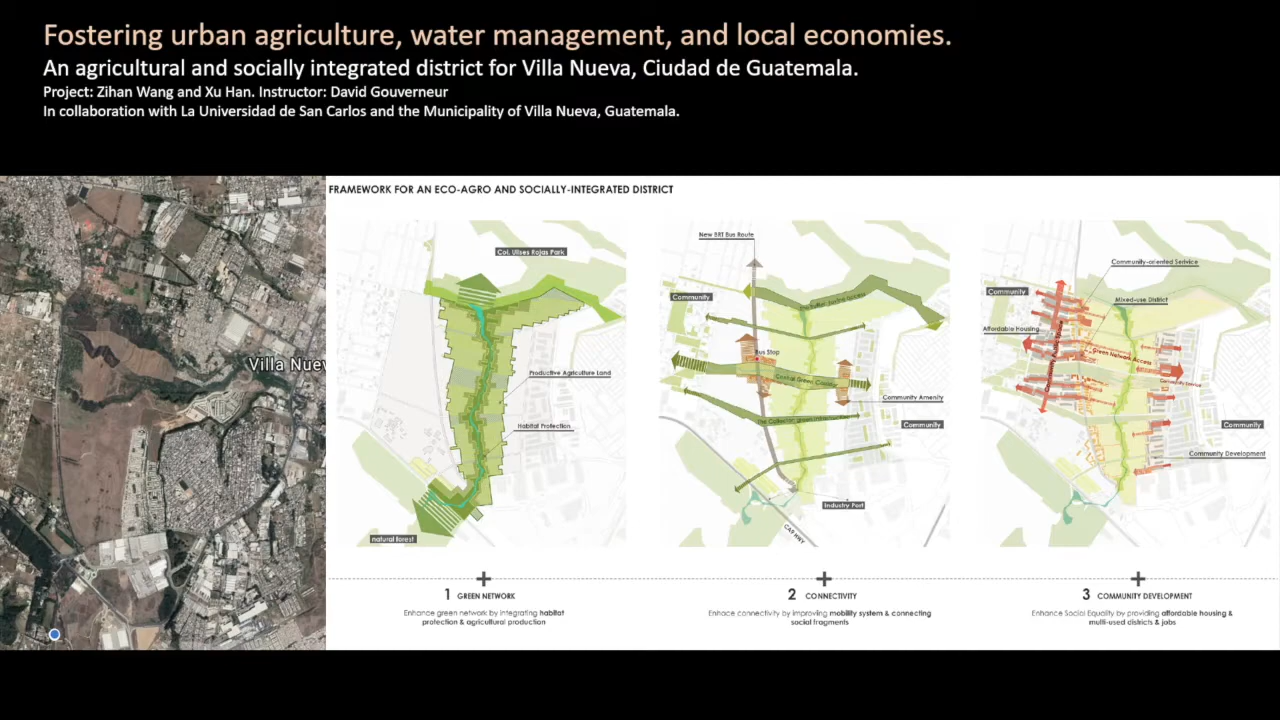 Fostering urban agriculture, water management, and local economies.
An agricultural and socially integrated district for Villa Nueva, Ciudad de Guatemala.
Project: Zihan Wang and Xu Han. Instructor: David Gouverneur
In collaboration with La Universidad de San Carlos and the Municipality of Villa Nueva, Guatemala.
FRAMEWORK FOR AN ECO-AGRO AND SOCIALLY-INTEGRATED DISTRICT
Villa Nuev
Col. Ulises Rojas Park
Productive Agriculture Land
Habitat Protection
natural forest
New BRT Bus Route
Community
Bus Stop
Central Green Corridor
Community Amenity
Community
Industry Port
CA9 HWY
Community-oriented Serivice
Community
Mixed-use District
Affordable Housing
Green Network Access
Community
Community Development
1 GREEN NETWORK
Enhance green network by integrating habitat
protection & agricultural production
2 CONNECTIVITY
Enhace connectivity by improving mobility system & connecting
social fragments
3 COMMUNITY DEVELOPMENT
Enhance Social Equality by providing affordable housing &
multi-used districts & jobs